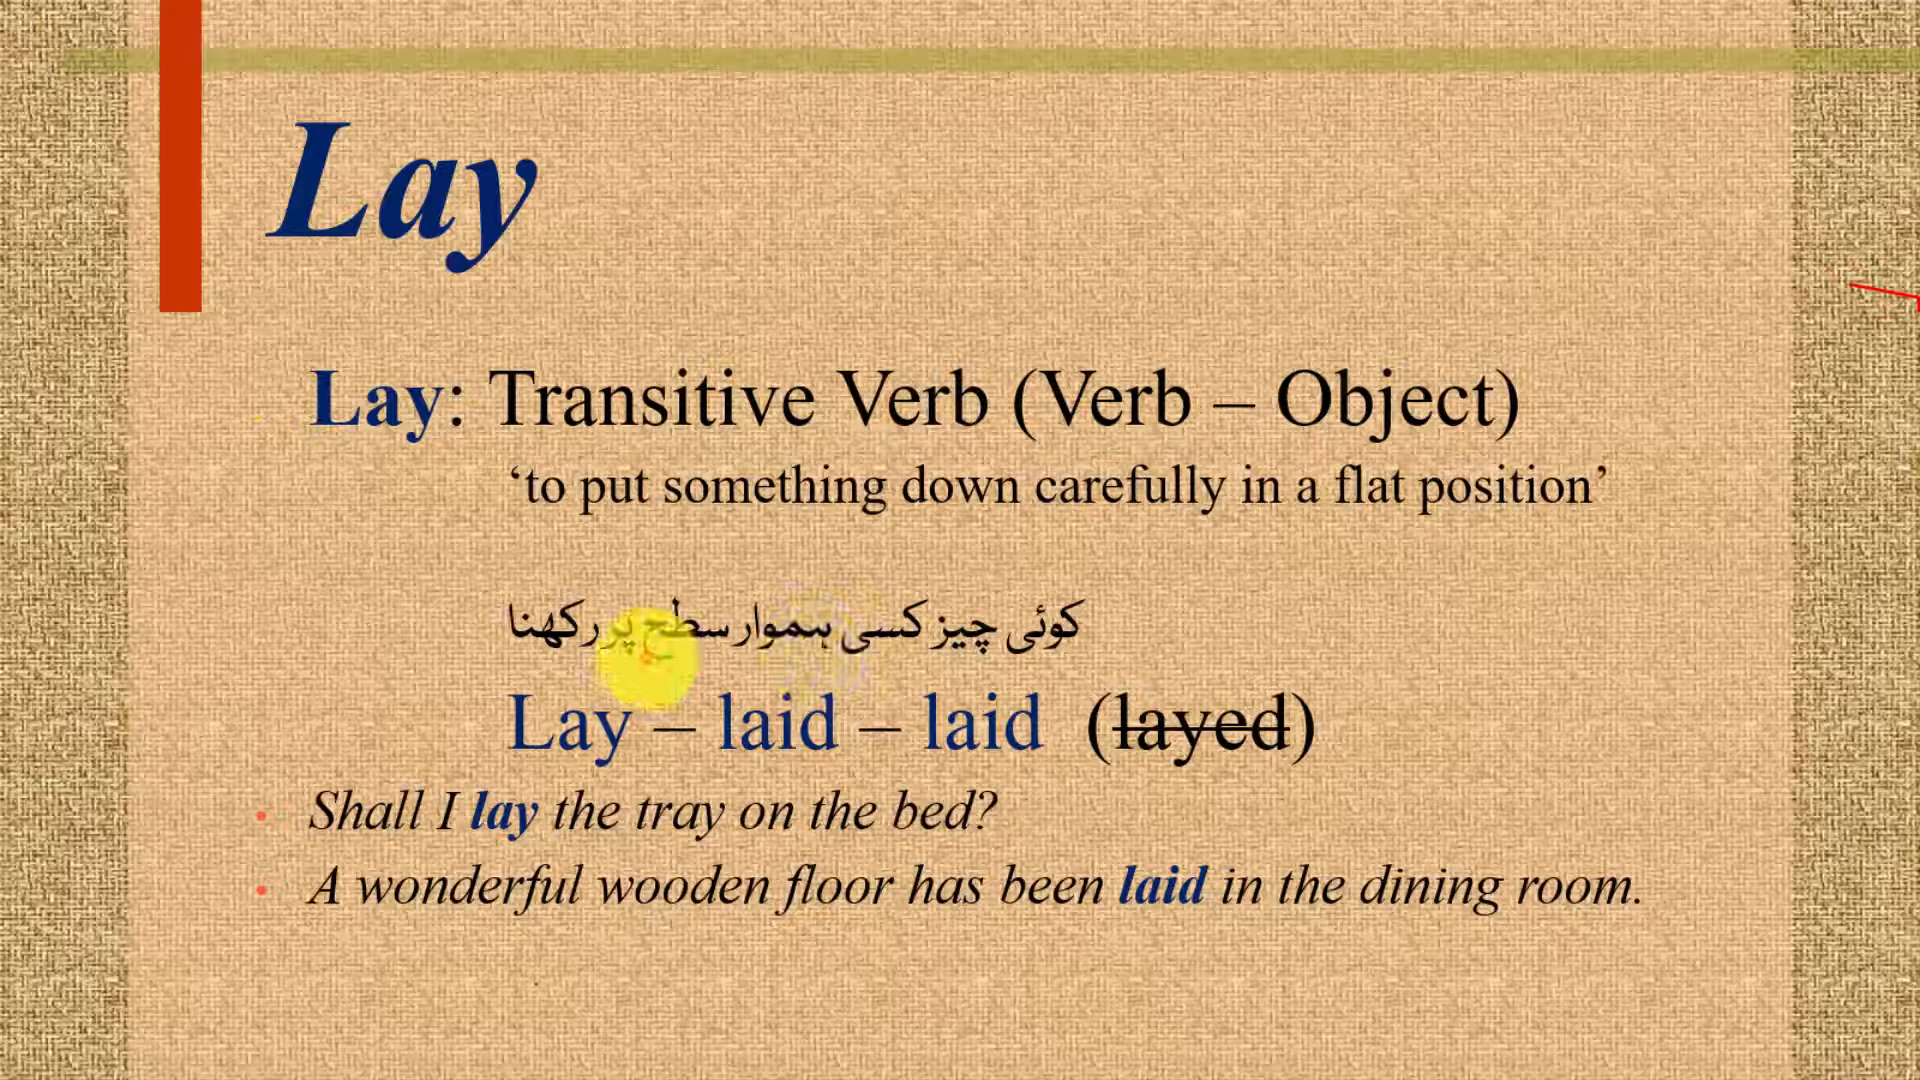 Lay
Lay: Transitive Verb (Verb – Object)
‘to put something down carefully in a flat position’
کوئی چیز کسی ہموار سطح پر رکھنا
Lay – laid – laid (layed)
• Shall I lay the tray on the bed?
• A wonderful wooden floor has been laid in the dining room.